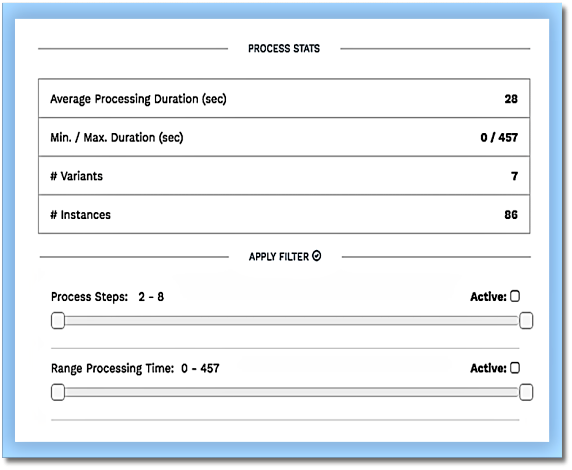 PROCESS STATS
Average Processing Duration (sec) 28
Min. / Max. Duration (sec) 0 / 457
# Variants 7
# Instances 86
APPLY FILTER
Process Steps: 2 - 8 Active:
Range Processing Time: 0 - 457 Active: